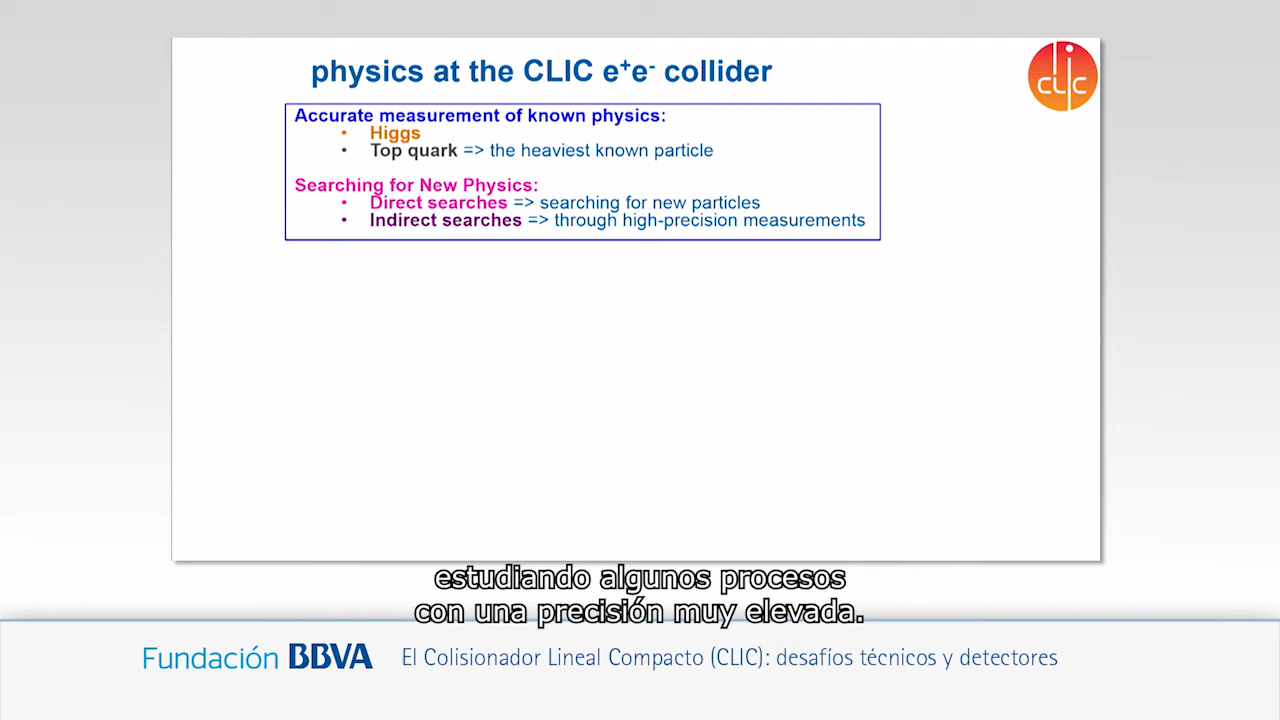 physics at the CLIC e⁺e⁻ collider
CLIC
Accurate measurement of known physics:
• Higgs
• Top quark => the heaviest known particle
Searching for New Physics:
• Direct searches => searching for new particles
• Indirect searches => through high-precision measurements
estudiando algunos procesos
con una precisión muy elevada.
Fundación BBVA El Colisionador Lineal Compacto (CLIC): desafíos técnicos y detectores